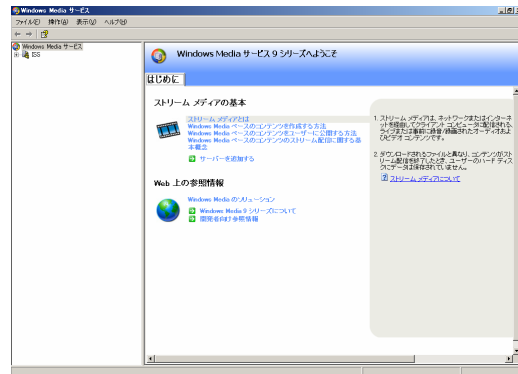 Windows Media サービス
ファイル(F) 操作(A) 表示(V) ヘルプ(H)
Windows Media サービス
ISS
Windows Media サービス 9 シリーズへようこそ
はじめに
ストリーム メディアの基本
ストリーム メディアとは
Windows Media ベースのコンテンツを作成する方法
Windows Media ベースのコンテンツをユーザーに公開する方法
Windows Media ベースのコンテンツのストリーム配信に関する基
本概念
サーバーを追加する
Web 上の参照情報
Windows Media のソリューション
Windows Media 9 シリーズについて
開発者向け参照情報
1. ストリーム メディアは、ネットワークまたはインターネ
ットを経由してクライアント コンピュータに配信される、
ライブまたは事前に録音/録画されたオーディオおよ
びビデオ コンテンツです。
2. ダウンロードされるファイルと異なり、コンテンツがスト
リーム配信を終了したとき、ユーザーのハード ディス
クにデータは保存されていません。
ストリーム メディアについて